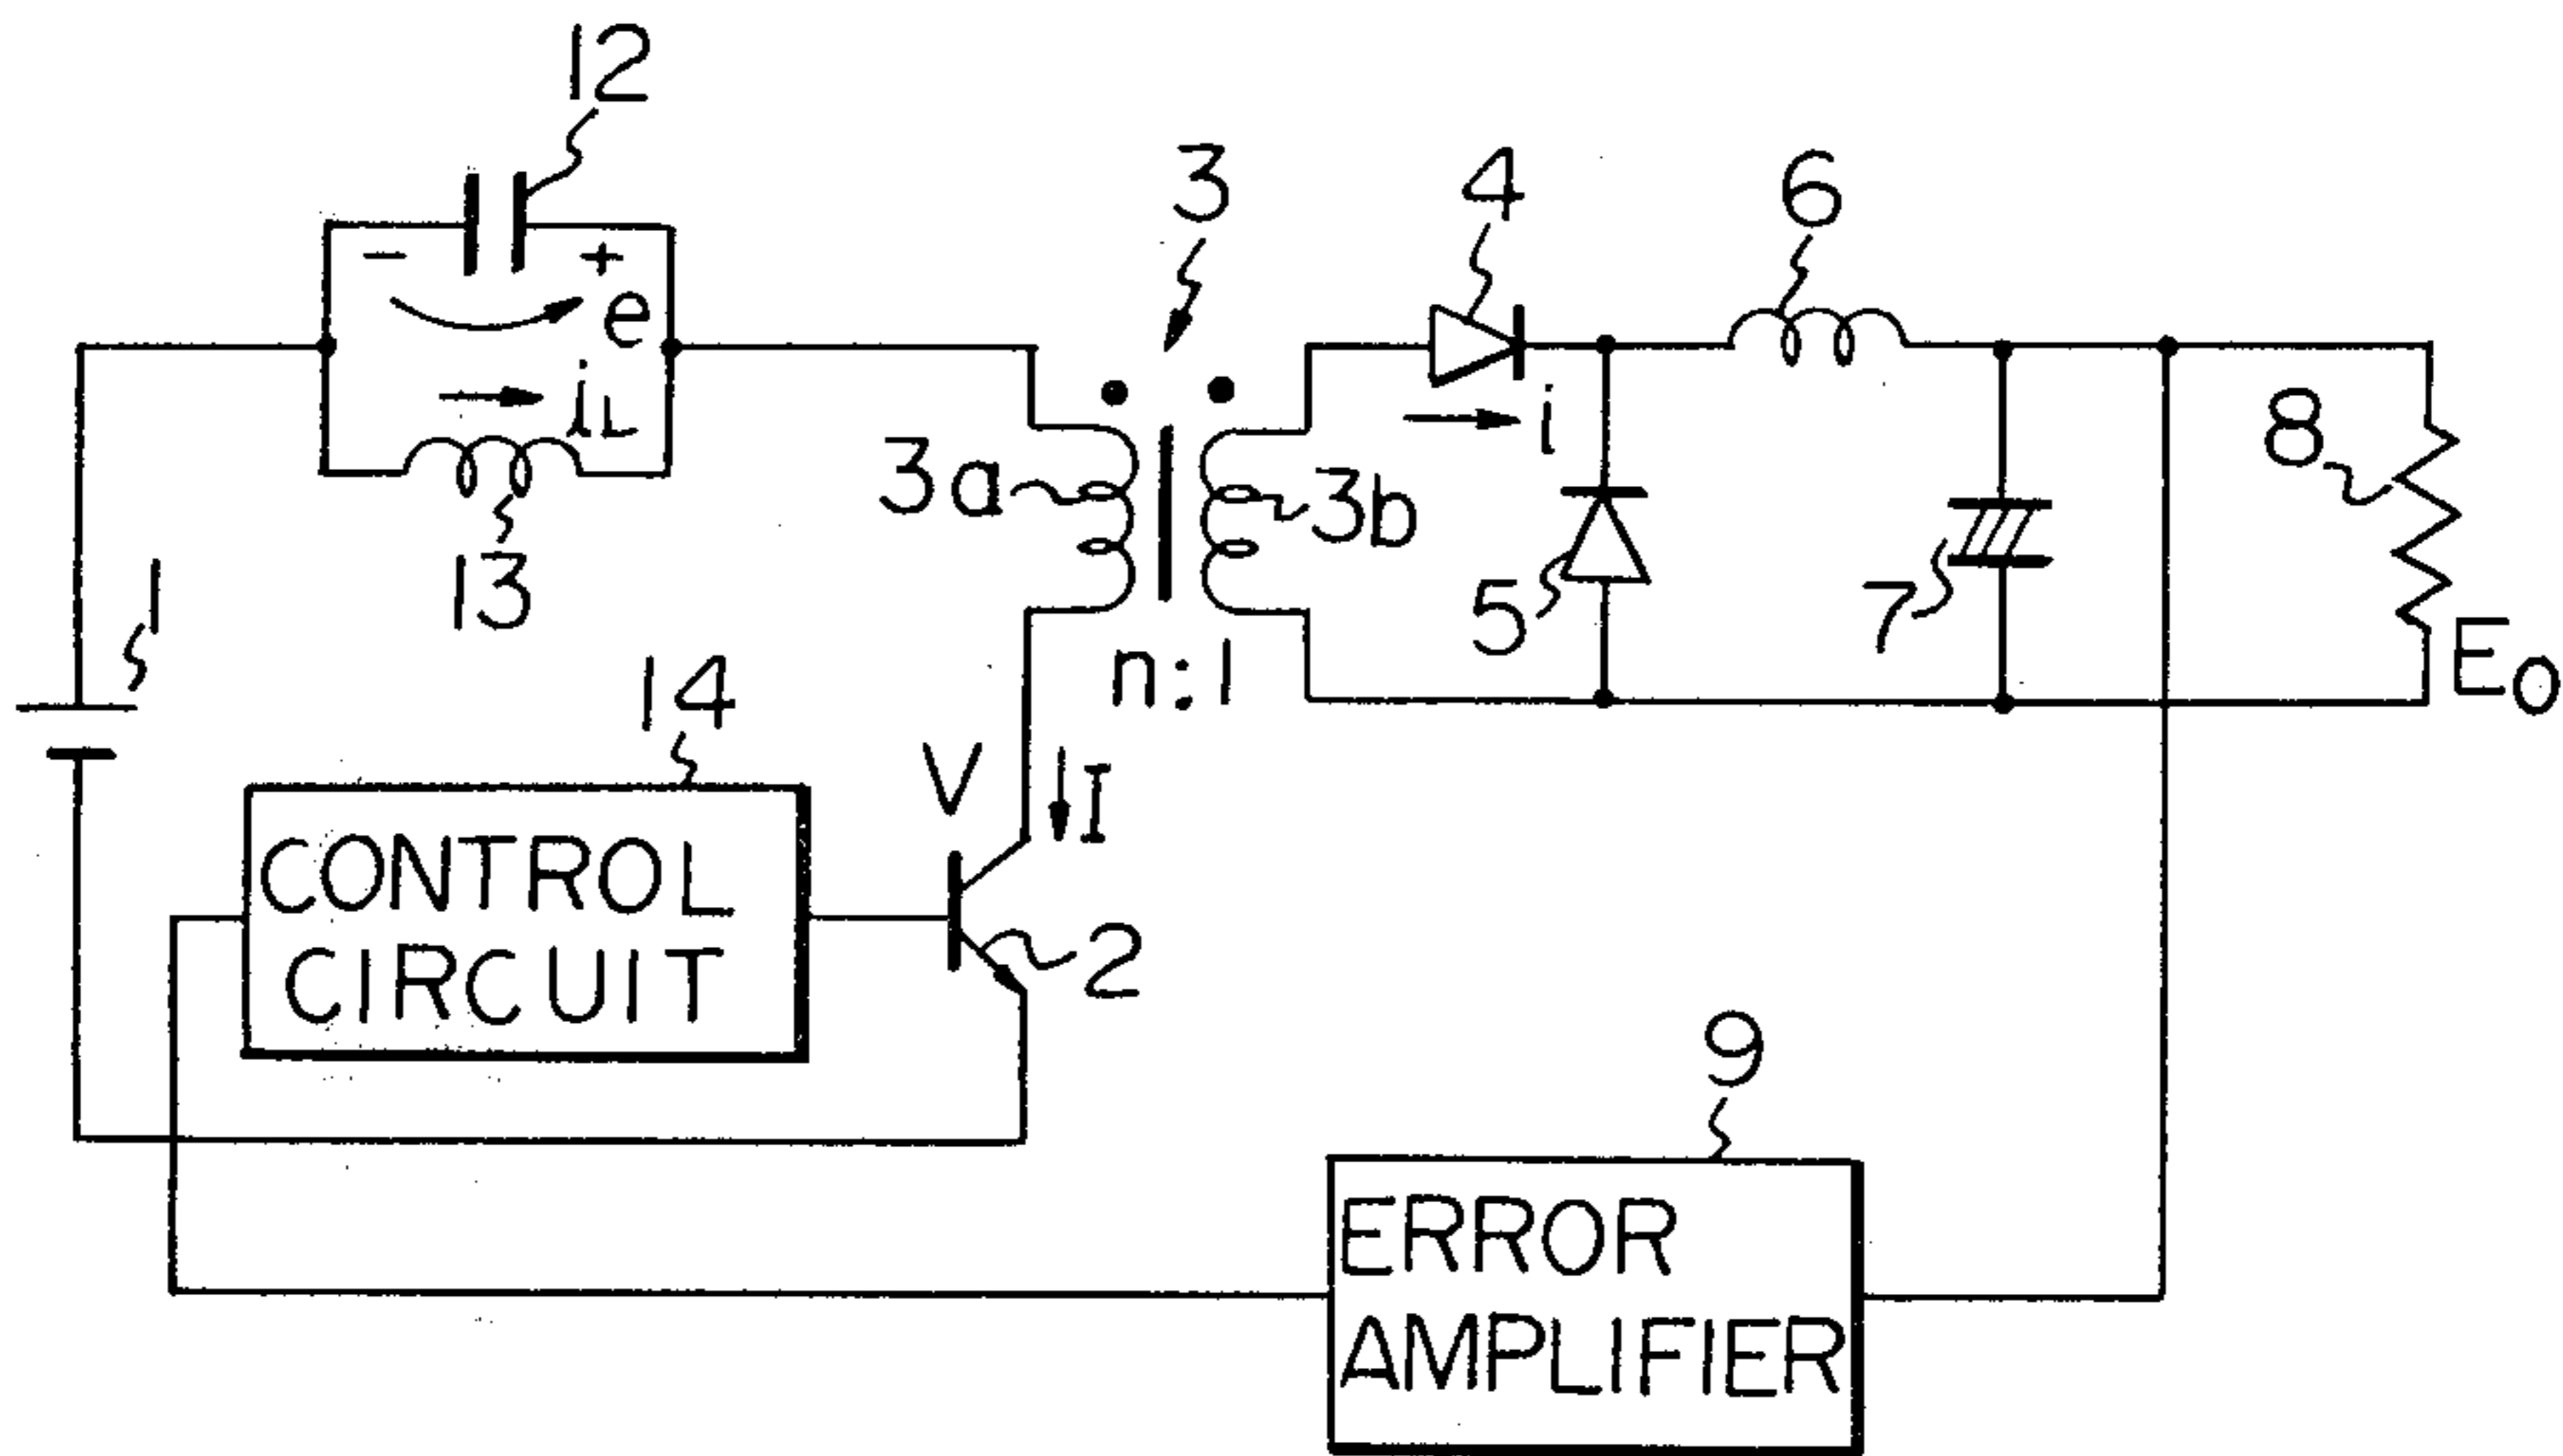 12
3
4
6
- +
e
iL
i
8
3a
3b
13
1
5
7
n:1
E0
14
V
I
CONTROL
CIRCUIT
2
9
ERROR
AMPLIFIER